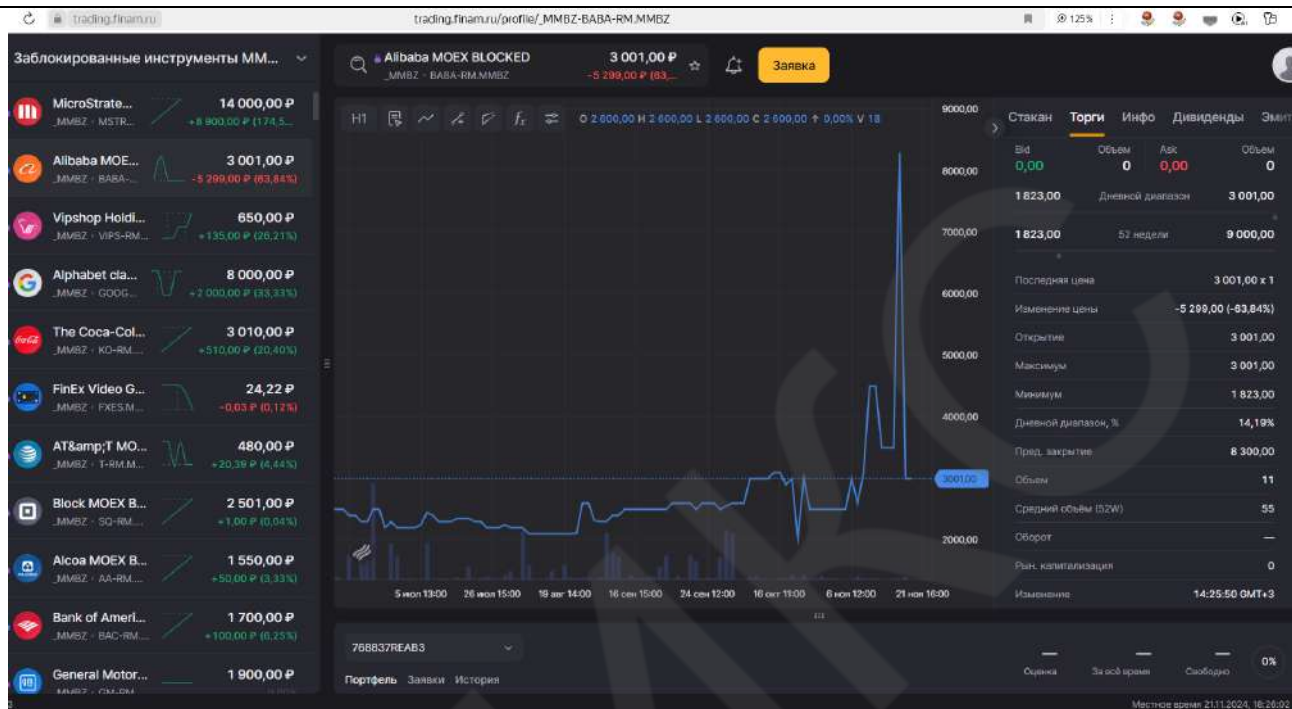 trading.finam.ru
trading.finam.ru/profile/_MMBZ-BABA-RM.MMBZ
125%
Заблокированные инструменты ММ...
MicroStrate...
14 000,00 ₽
_MMBZ · MSTR...
+8 900,00 ₽ (174,5...
Alibaba MOE...
3 001,00 ₽
_MMBZ · BABA-...
-5 299,00 ₽ (63,84%)
Vipshop Holdi...
650,00 ₽
_MMBZ · VIPS-RM...
+135,00 ₽ (26,21%)
Alphabet cla...
8 000,00 ₽
_MMBZ · GOOG...
+2 000,00 ₽ (33,33%)
The Coca-Col...
3 010,00 ₽
_MMBZ · KO-RM....
+510,00 ₽ (20,40%)
FinEx Video G...
24,22 ₽
_MMBZ · FXES.M...
-0,03 ₽ (0,12%)
AT&amp;T MO...
480,00 ₽
_MMBZ · T-RM.M...
+20,39 ₽ (4,44%)
Block MOEX B...
2 501,00 ₽
_MMBZ · SQ-RM....
+1,00 ₽ (0,04%)
Alcoa MOEX B...
1 550,00 ₽
_MMBZ · AA-RM....
+50,00 ₽ (3,33%)
Bank of Ameri...
1 700,00 ₽
_MMBZ · BAC-RM....
+100,00 ₽ (6,25%)
General Motor...
1 900,00 ₽
Alibaba MOEX BLOCKED
3 001,00 ₽
_MMBZ · BABA-RM.MMBZ
-5 299,00 ₽ (63,...
Заявка
H1
O 2 600,00 H 2 600,00 L 2 600,00 C 2 600,00 ↑ 0,00% V 18
9000,00
8000,00
7000,00
6000,00
5000,00
4000,00
3001,00
2000,00
5 июл 13:00
26 июл 15:00
19 авг 14:00
16 сен 15:00
24 сен 12:00
16 окт 11:00
6 ноя 12:00
21 ноя 16:00
Стакан Торги Инфо Дивиденды Эмит
Bid Объем Ask Объем
0,00 0 0,00 0
1 823,00 Дневной диапазон 3 001,00
1 823,00 52 недели 9 000,00
Последняя цена 3 001,00 x 1
Изменение цены -5 299,00 (-63,84%)
Открытие 3 001,00
Максимум 3 001,00
Минимум 1 823,00
Дневной диапазон, % 14,19%
Пред. закрытие 8 300,00
Объем 11
Средний объём (52W) 55
Оборот —
Рын. капитализация 0
Изменение 14:25:50 GMT+3
768837REAB3
Портфель Заявки История
— — —
Оценка За всё время Свободно
0%
Местное время 21.11.2024, 16:26:02